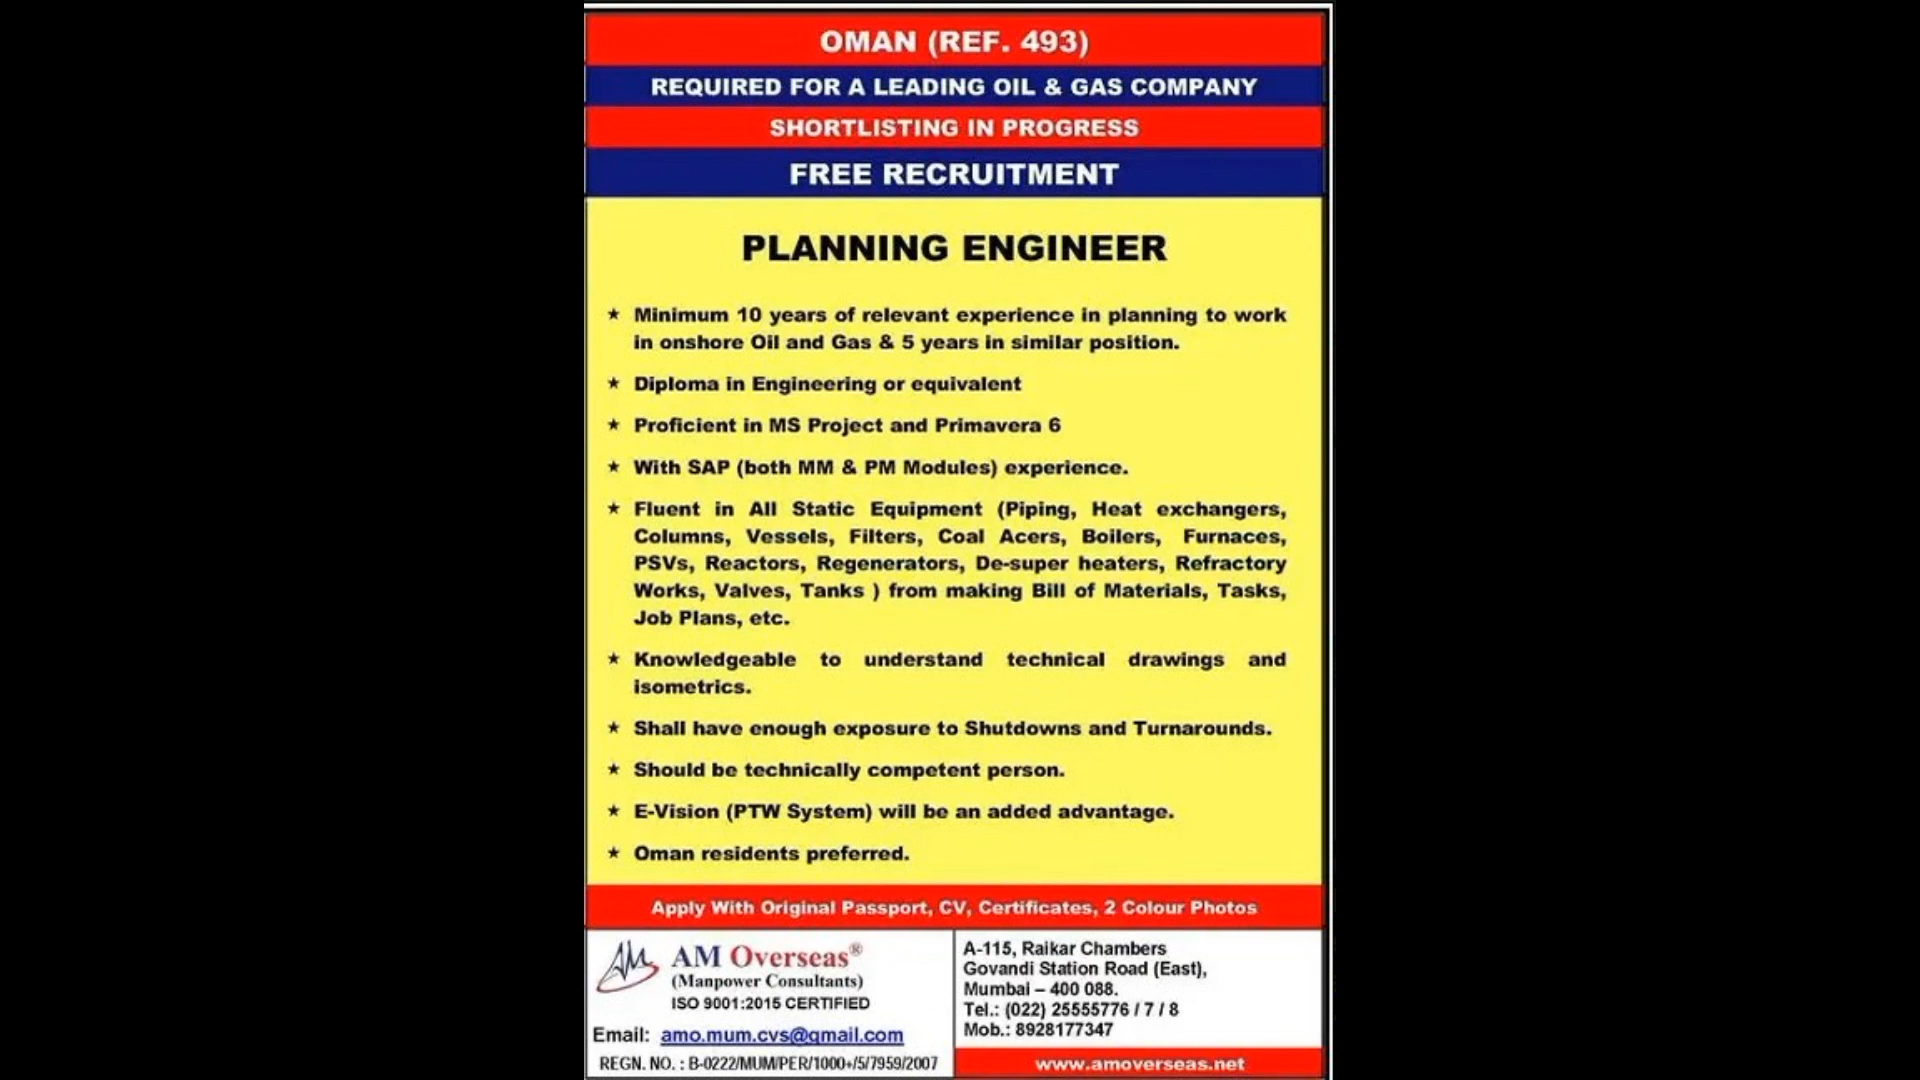 OMAN (REF. 493)
REQUIRED FOR A LEADING OIL & GAS COMPANY
SHORTLISTING IN PROGRESS
FREE RECRUITMENT
PLANNING ENGINEER
★ Minimum 10 years of relevant experience in planning to work
in onshore Oil and Gas & 5 years in similar position.
★ Diploma in Engineering or equivalent
★ Proficient in MS Project and Primavera 6
★ With SAP (both MM & PM Modules) experience.
★ Fluent in All Static Equipment (Piping, Heat exchangers,
Columns, Vessels, Filters, Coal Acers, Boilers, Furnaces,
PSVs, Reactors, Regenerators, De-super heaters, Refractory
Works, Valves, Tanks ) from making Bill of Materials, Tasks,
Job Plans, etc.
★ Knowledgeable to understand technical drawings and
isometrics.
★ Shall have enough exposure to Shutdowns and Turnarounds.
★ Should be technically competent person.
★ E-Vision (PTW System) will be an added advantage.
★ Oman residents preferred.
Apply With Original Passport, CV, Certificates, 2 Colour Photos
AM AM Overseas®
(Manpower Consultants)
ISO 9001:2015 CERTIFIED
Email: amo.mum.cvs@gmail.com
REGN. NO. : B-0222/MUM/PER/1000+/5/7959/2007
A-115, Raikar Chambers
Govandi Station Road (East),
Mumbai – 400 088.
Tel.: (022) 25555776 / 7 / 8
Mob.: 8928177347
www.amoverseas.net